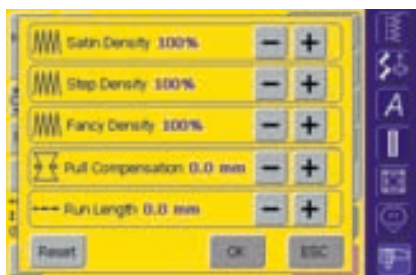 Satin Density 100%
Step Density 100%
Fancy Density 100%
Pull Compensation 0.0 mm
Run Length 0.0 mm
Reset OK ESC
A